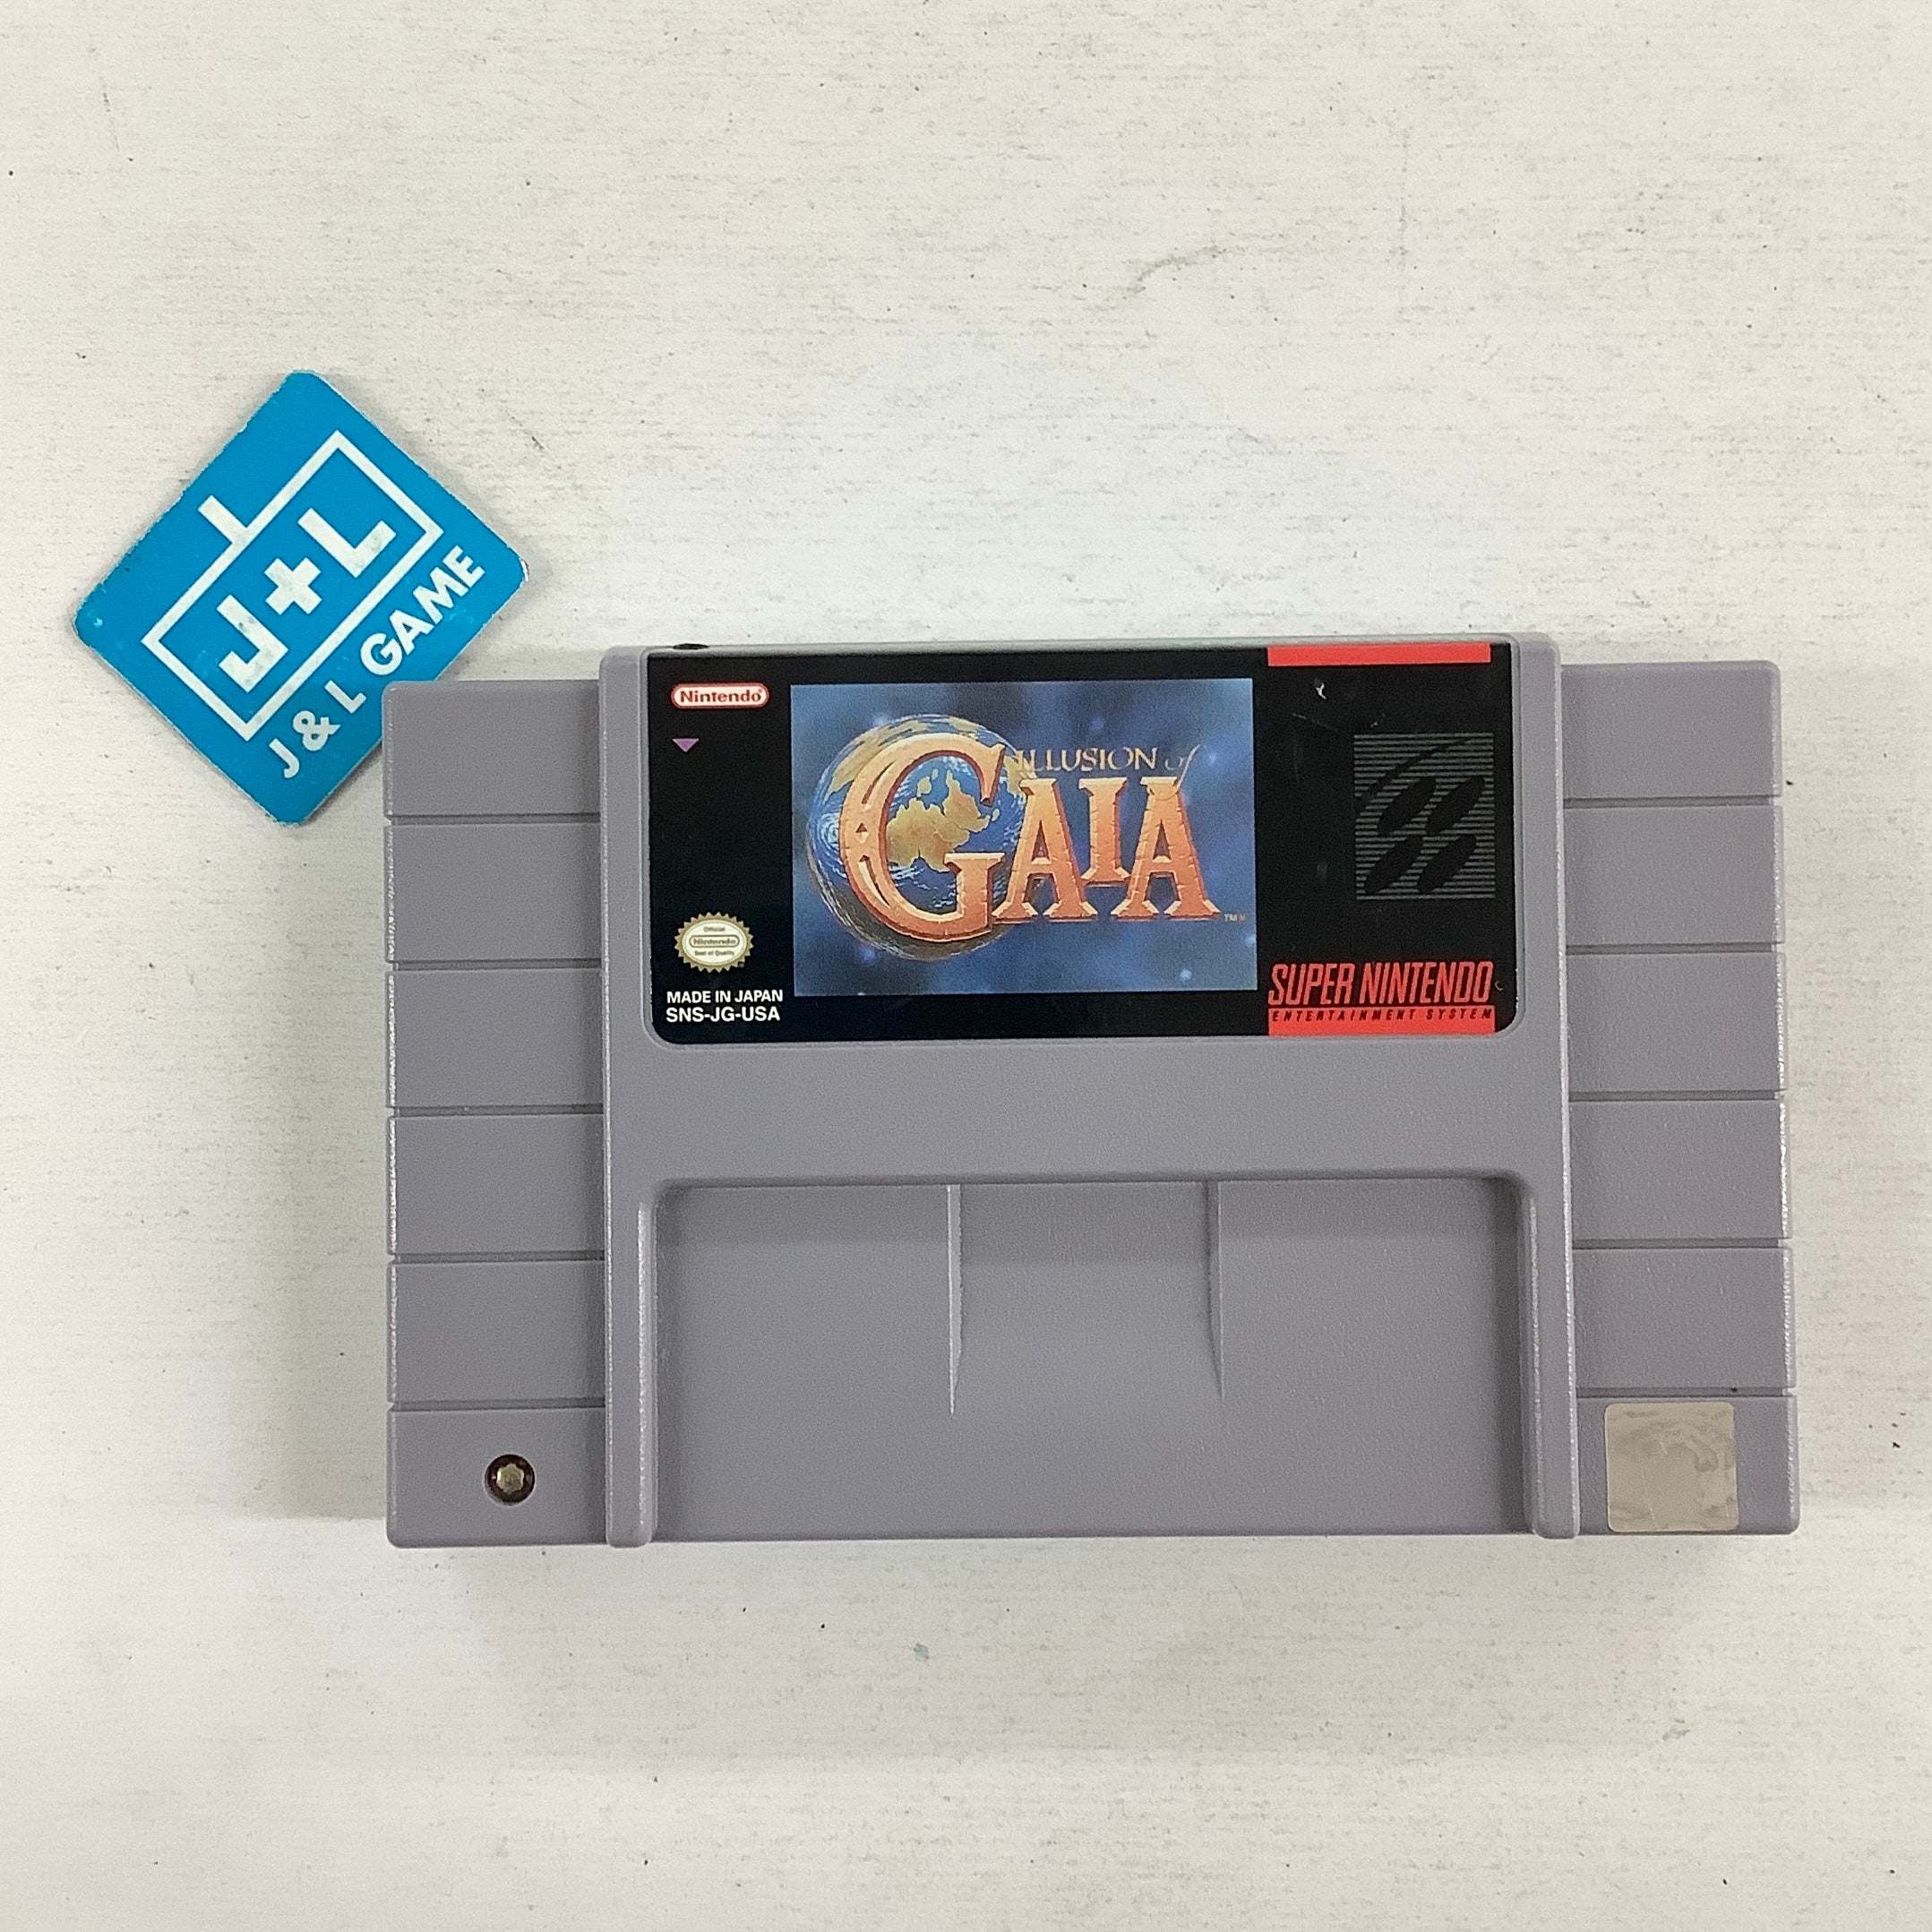 J+L
J & L GAME
Nintendo®
ILLUSION of
GAIA
TM
Official
Nintendo
Seal of Quality
MADE IN JAPAN
SNS-JG-USA
SUPER NINTENDO
ENTERTAINMENT SYSTEM